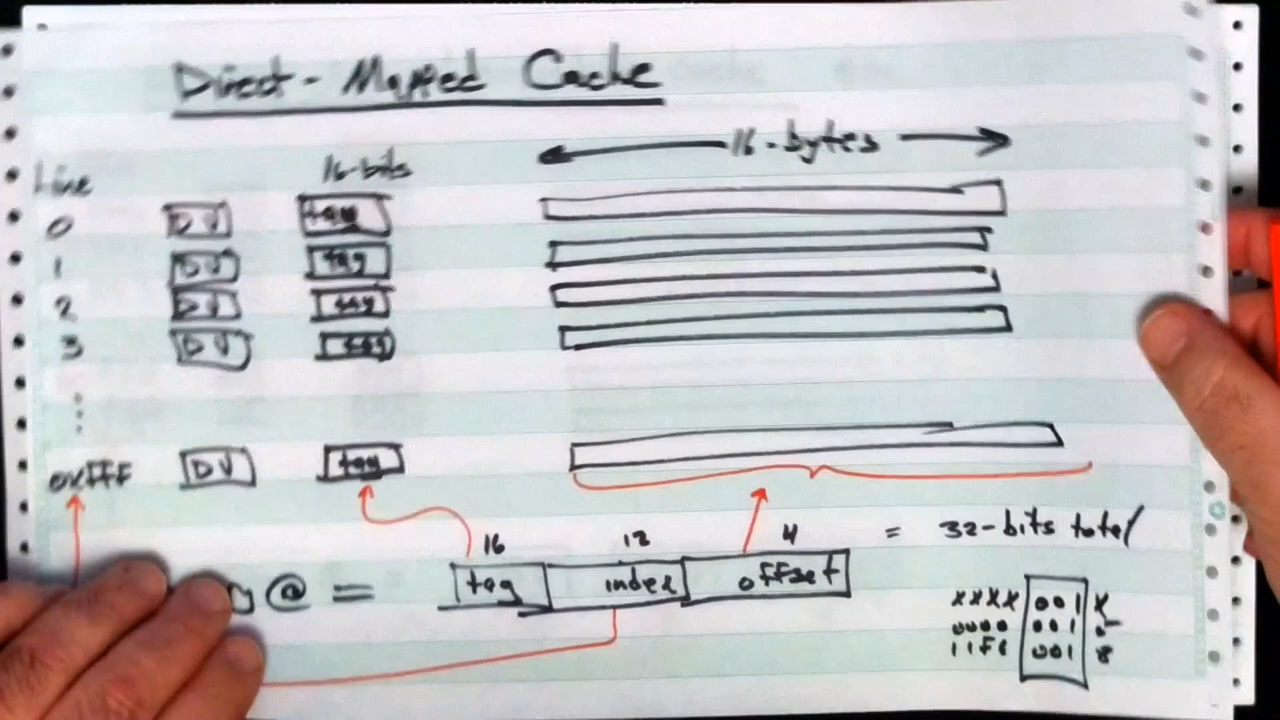 Direct-Mapped Cache
16-bytes
Line 16-bits
0 DV tag
1 DV tag
2 DV tag
3 DV tag
0xFFF DV tag
16 12 4 = 32-bits total
@ = tag index offset
XXXX 001 X
0000 001
11F8 001 8